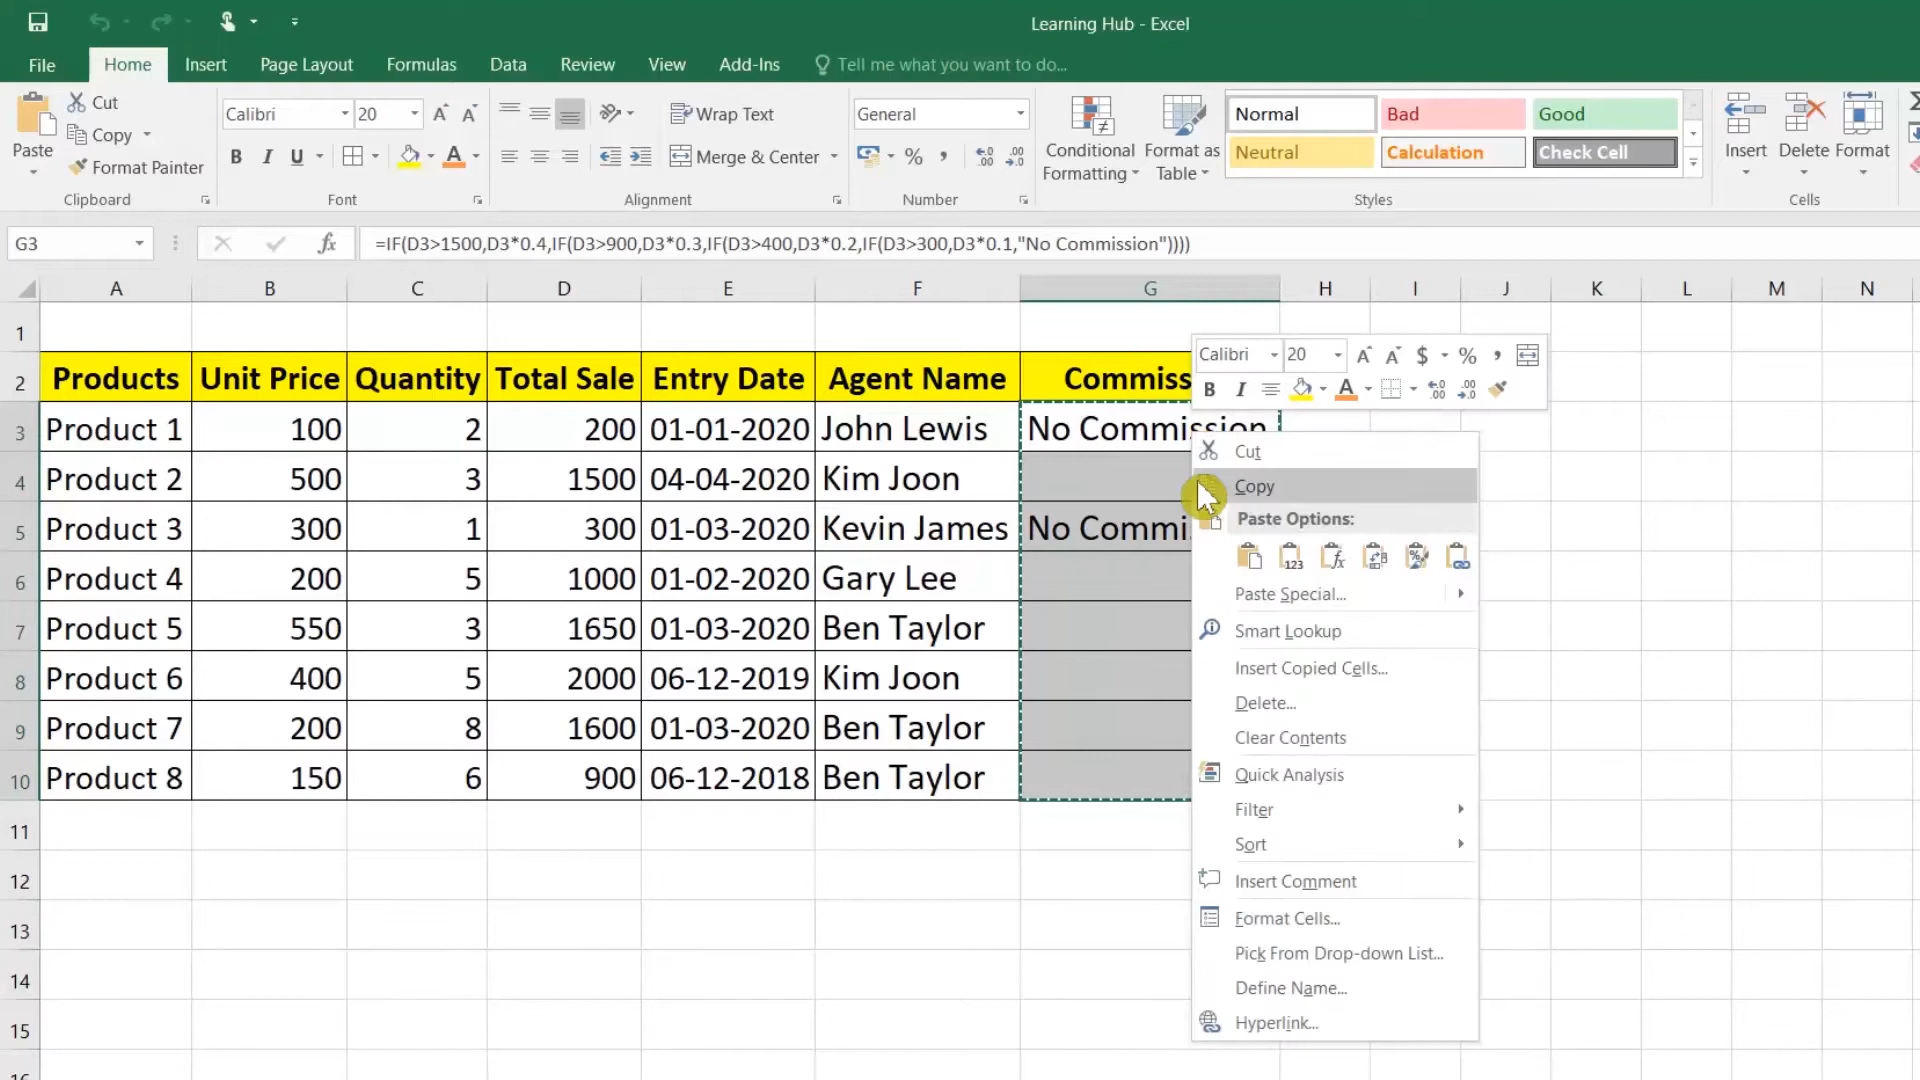 Learning Hub - Excel
File Home Insert Page Layout Formulas Data Review View Add-Ins Tell me what you want to do...
Paste
Cut
Copy
Format Painter
Clipboard
Calibri 20
B I U A
Font
Wrap Text
Merge & Center
Alignment
General
% , .00 .00
Number
Conditional Formatting
Format as Table
Normal Bad Good
Neutral Calculation Check Cell
Styles
Insert Delete Format
Cells
G3 fx =IF(D3>1500,D3*0.4,IF(D3>900,D3*0.3,IF(D3>400,D3*0.2,IF(D3>300,D3*0.1,"No Commission"))))
A B C D E F G H I J K L M N
1
2 Products Unit Price Quantity Total Sale Entry Date Agent Name Commiss
3 Product 1 100 2 200 01-01-2020 John Lewis No Commission
4 Product 2 500 3 1500 04-04-2020 Kim Joon
5 Product 3 300 1 300 01-03-2020 Kevin James No Commi
6 Product 4 200 5 1000 01-02-2020 Gary Lee
7 Product 5 550 3 1650 01-03-2020 Ben Taylor
8 Product 6 400 5 2000 06-12-2019 Kim Joon
9 Product 7 200 8 1600 01-03-2020 Ben Taylor
10 Product 8 150 6 900 06-12-2018 Ben Taylor
11
12
13
14
15
16
Calibri 20 A A $ % ,
B I A .00 .00
Cut
Copy
Paste Options:
123 fx %
Paste Special...
Smart Lookup
Insert Copied Cells...
Delete...
Clear Contents
Quick Analysis
Filter
Sort
Insert Comment
Format Cells...
Pick From Drop-down List...
Define Name...
Hyperlink...